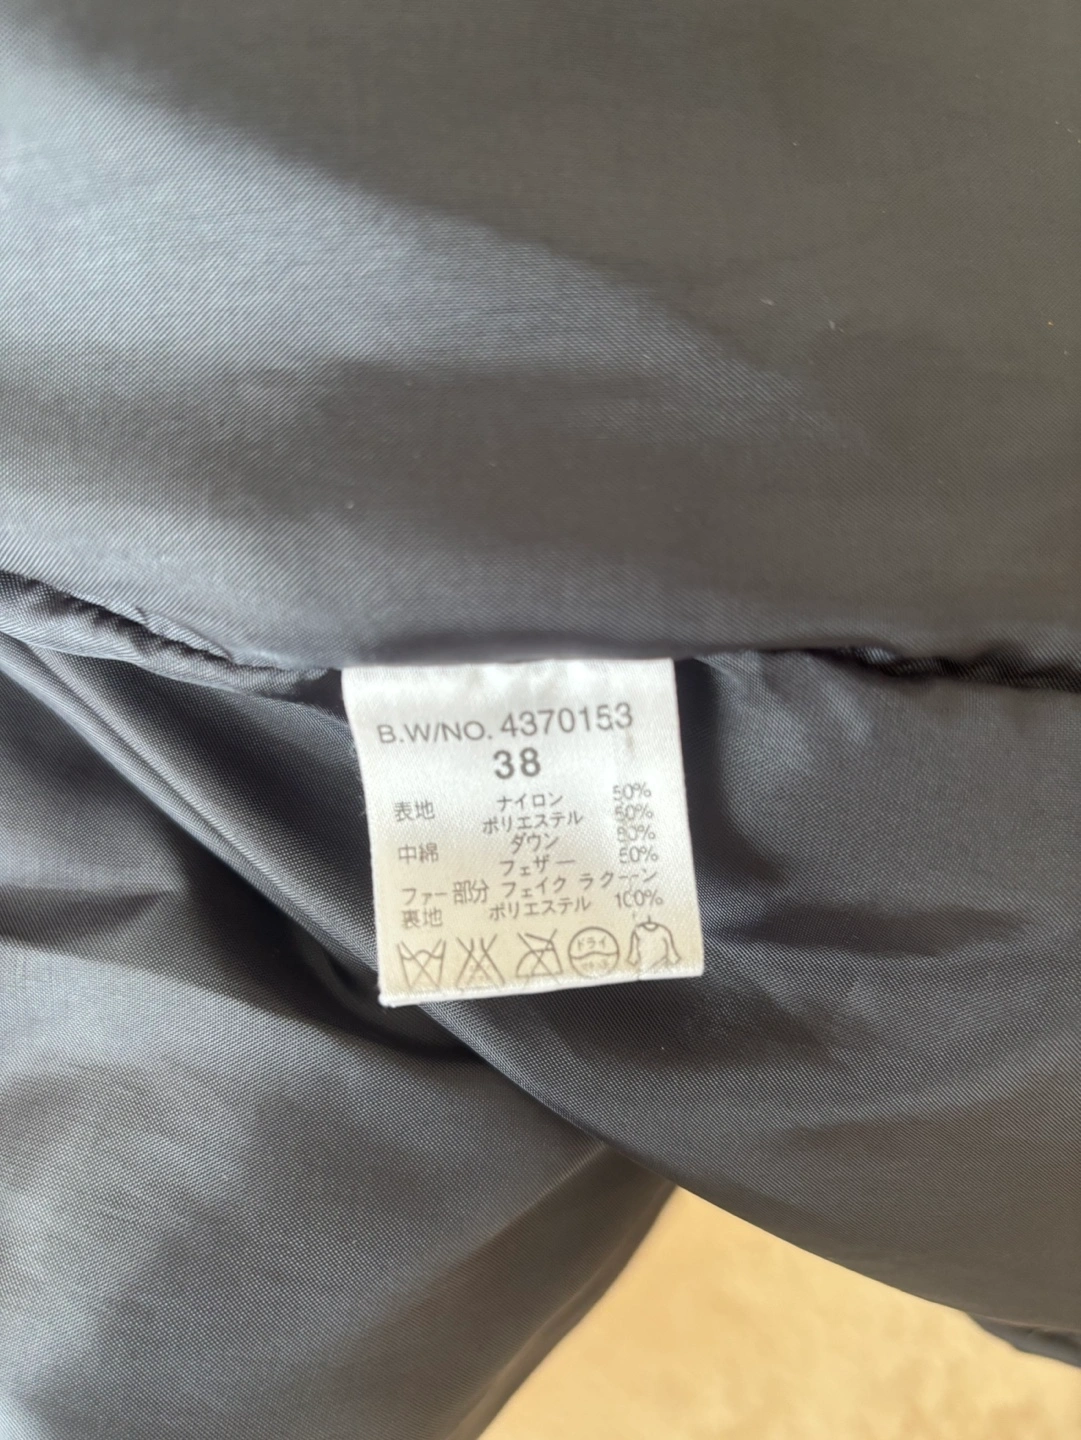 B.W/NO. 4370153
38
表地 ナイロン 50%
ポリエステル 50%
中綿 ダウン
フェザー 50%
ファー部分 フェイクラクーン
裏地 ポリエステル 100%
ドライ